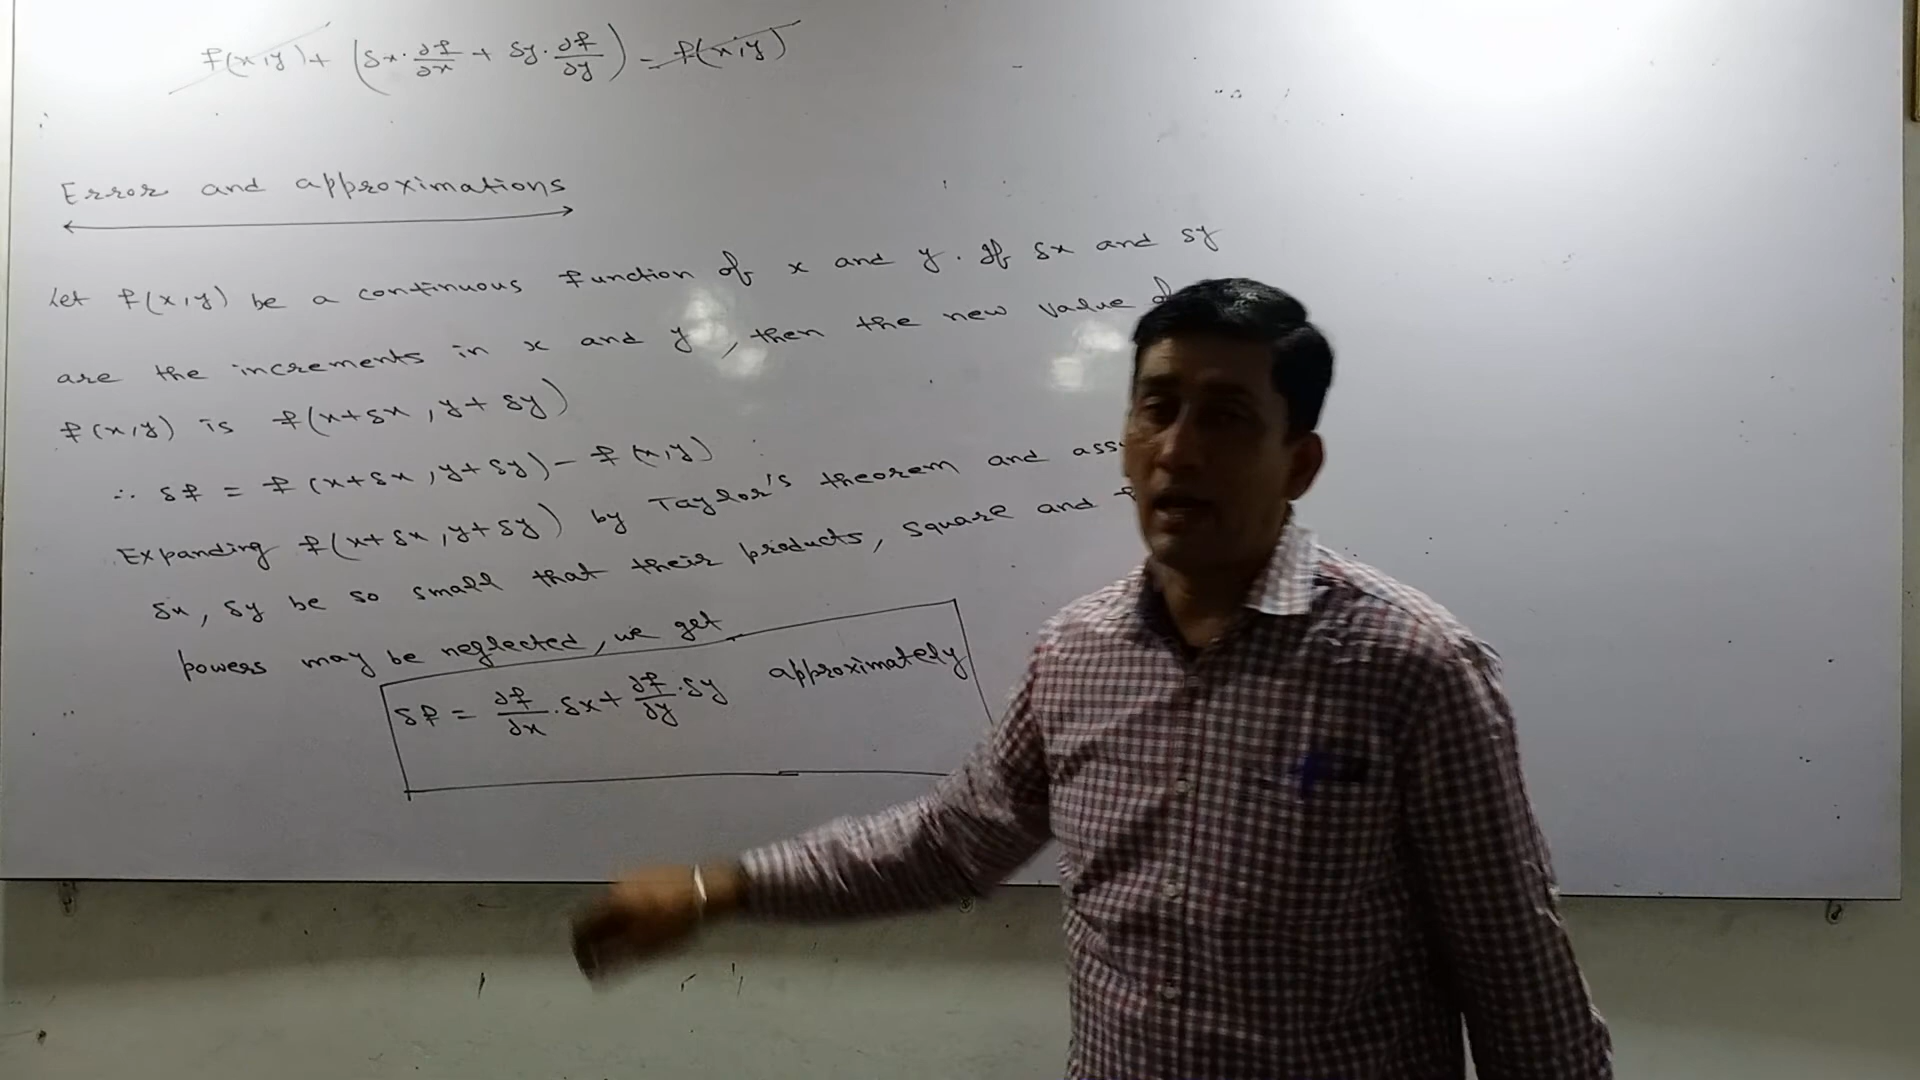 f(x,y) + (δx·∂f/∂x + δy·∂f/∂y) - f(x,y)
Error and approximations
Let f(x,y) be a continuous function of x and y. If δx and δy
are the increments in x and y, then the new value
f(x,y) is f(x+δx, y+δy)
∴ δf = f(x+δx, y+δy) - f(x,y)
Expanding f(x+δx, y+δy) by Taylor's theorem and
δx, δy be so small that their products, square and
powers may be neglected, we get
δf = ∂f/∂x·δx + ∂f/∂y·δy approximately